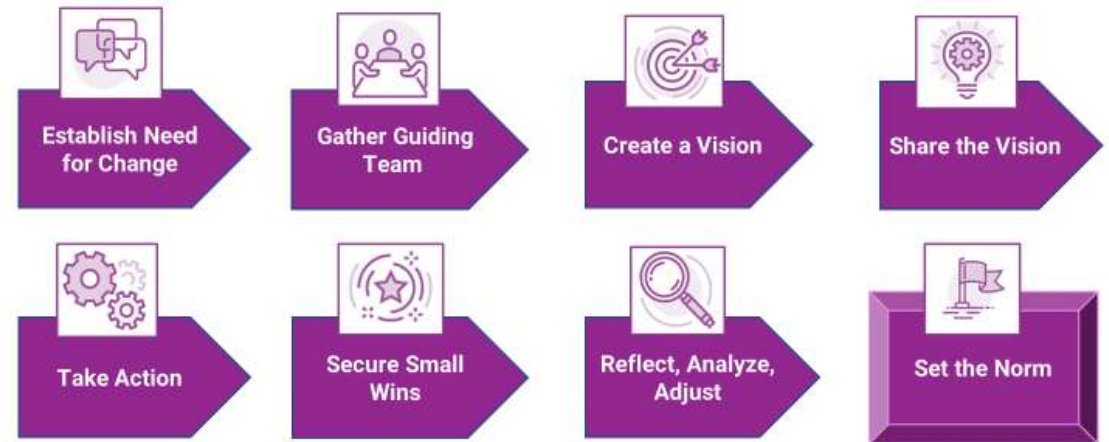 Establish Need
for Change
Gather Guiding
Team
Create a Vision
Share the Vision
Take Action
Secure Small
Wins
Reflect, Analyze,
Adjust
Set the Norm